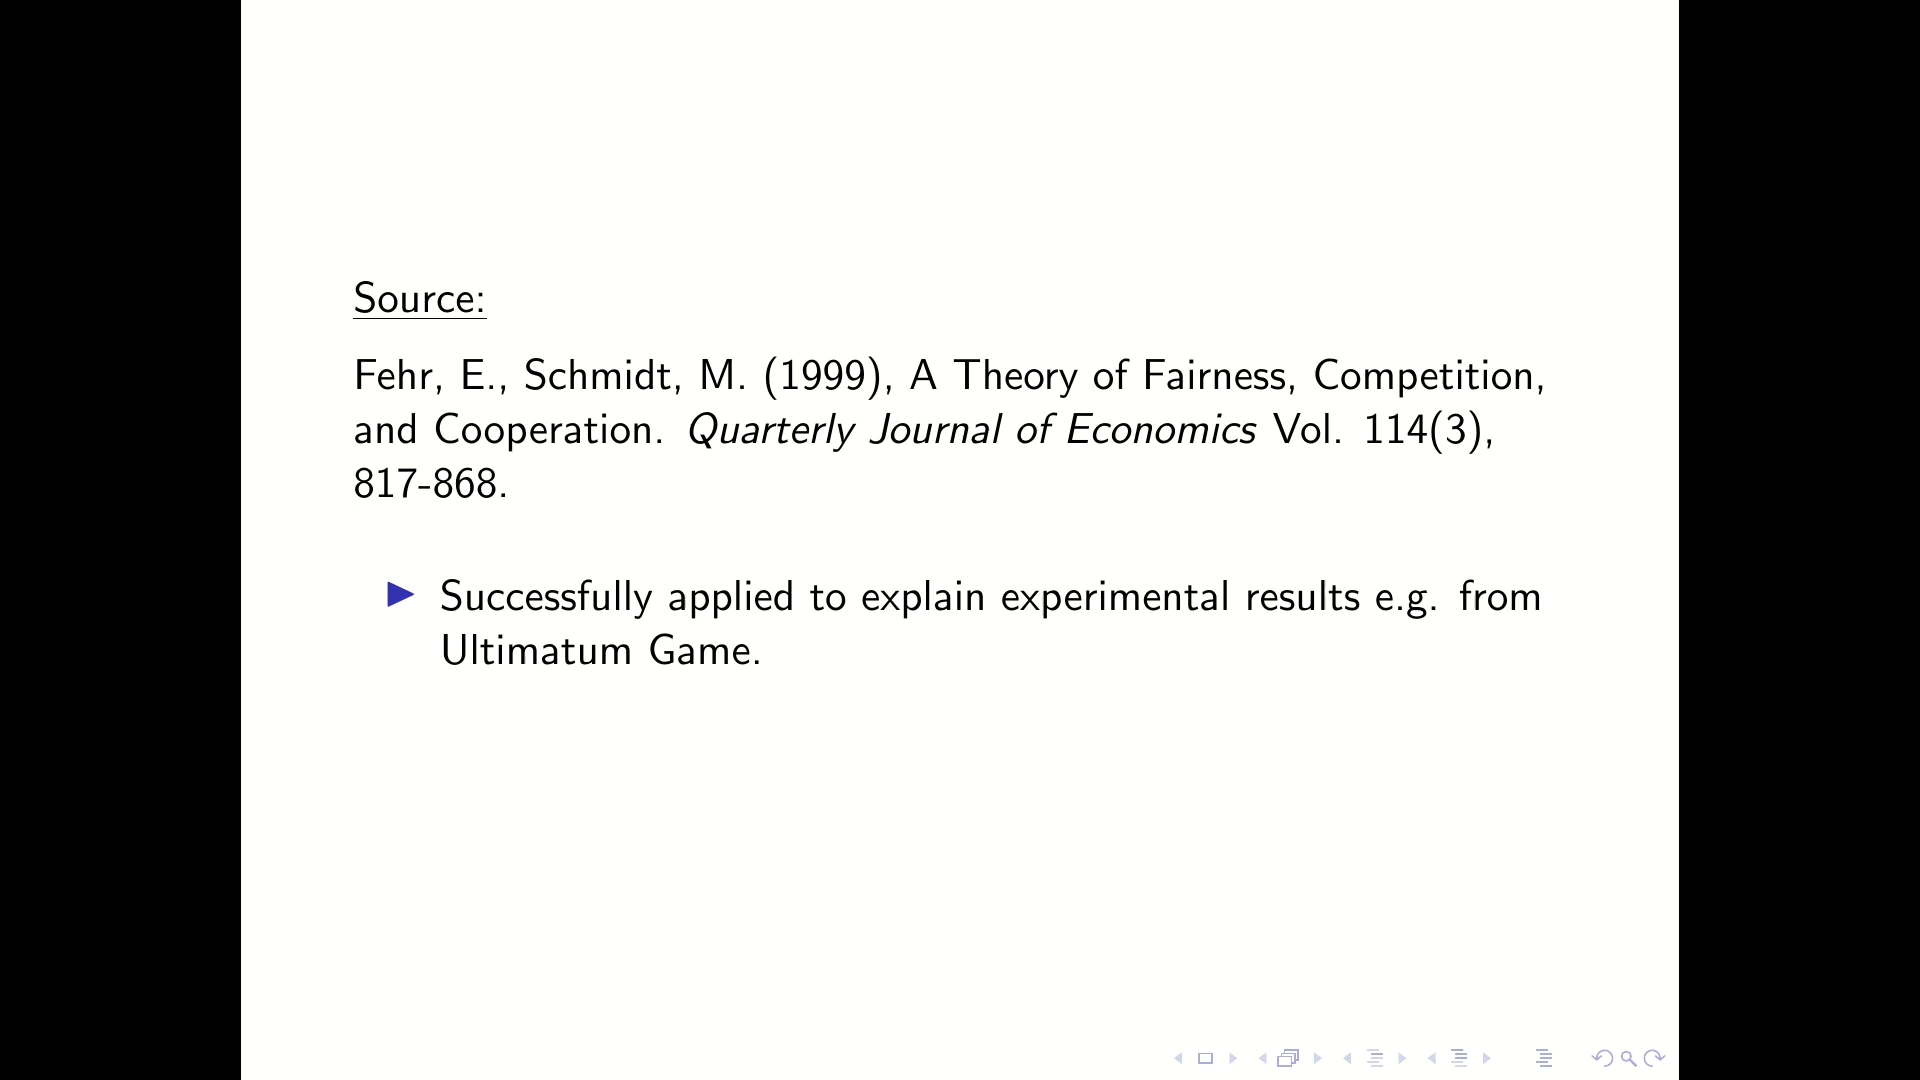 Source:
Fehr, E., Schmidt, M. (1999), A Theory of Fairness, Competition,
and Cooperation. Quarterly Journal of Economics Vol. 114(3),
817-868.
Successfully applied to explain experimental results e.g. from
Ultimatum Game.